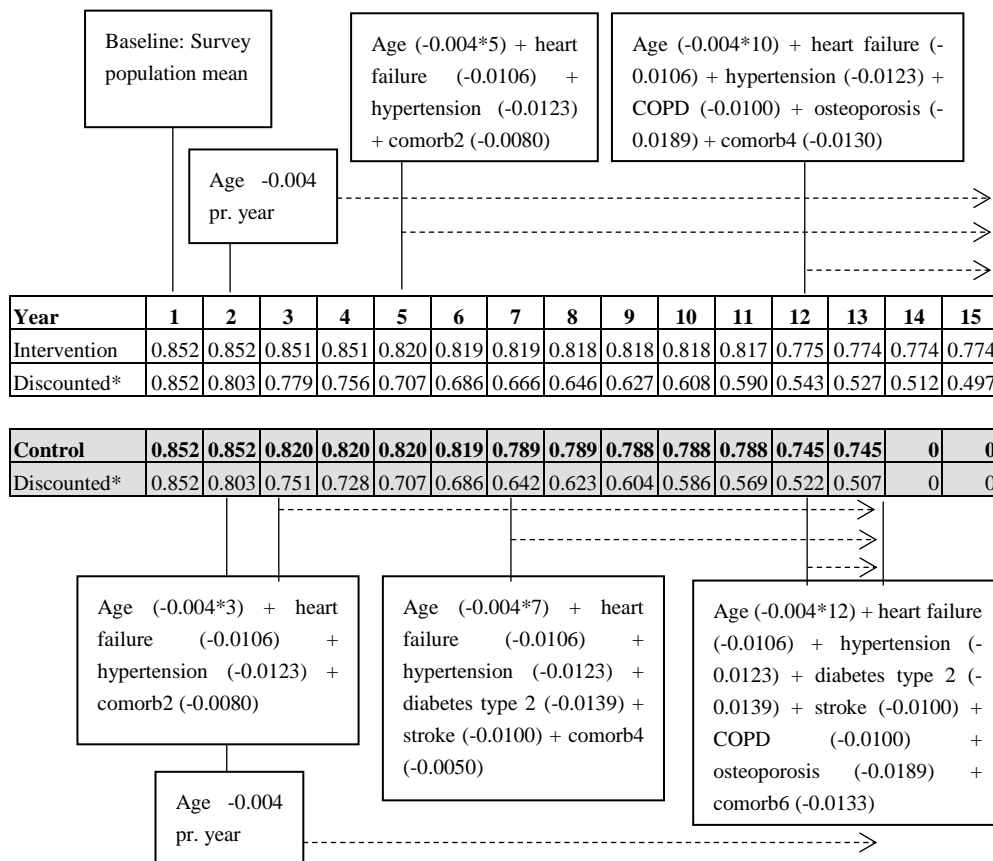 Baseline: Survey
population mean
Age (-0.004*5) + heart
failure (-0.0106) +
hypertension (-0.0123)
+ comorb2 (-0.0080)
Age (-0.004*10) + heart failure (-
0.0106) + hypertension (-0.0123) +
COPD (-0.0100) + osteoporosis (-
0.0189) + comorb4 (-0.0130)
Age -0.004
pr. year
Year 1 2 3 4 5 6 7 8 9 10 11 12 13 14 15
Intervention 0.852 0.852 0.851 0.851 0.820 0.819 0.819 0.818 0.818 0.818 0.817 0.775 0.774 0.774 0.774
Discounted* 0.852 0.803 0.779 0.756 0.707 0.686 0.666 0.646 0.627 0.608 0.590 0.543 0.527 0.512 0.497
Control 0.852 0.852 0.820 0.820 0.820 0.819 0.789 0.789 0.788 0.788 0.788 0.745 0.745 0 0
Discounted* 0.852 0.803 0.751 0.728 0.707 0.686 0.642 0.623 0.604 0.586 0.569 0.522 0.507 0 0
Age (-0.004*3) + heart
failure (-0.0106) +
hypertension (-0.0123) +
comorb2 (-0.0080)
Age (-0.004*7) + heart
failure (-0.0106) +
hypertension (-0.0123) +
diabetes type 2 (-0.0139) +
stroke (-0.0100) + comorb4
(-0.0050)
Age (-0.004*12) + heart failure
(-0.0106) + hypertension (-
0.0123) + diabetes type 2 (-
0.0139) + stroke (-0.0100) +
COPD (-0.0100) +
osteoporosis (-0.0189) +
comorb6 (-0.0133)
Age -0.004
pr. year